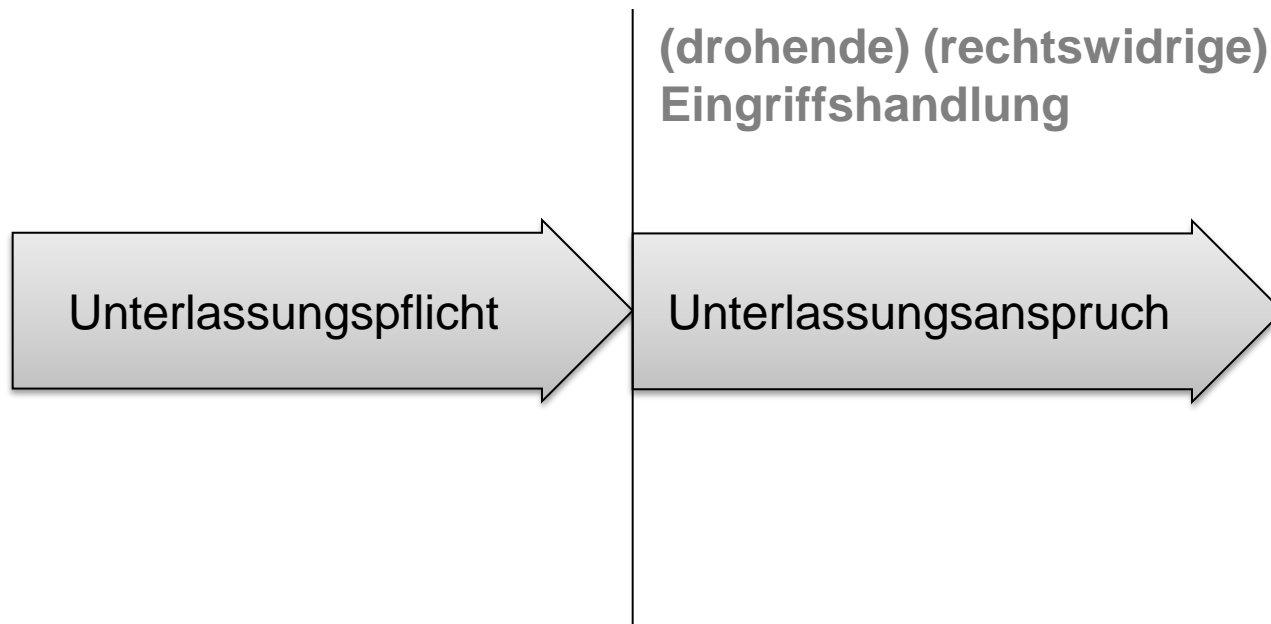 (drohende) (rechtswidrige)
Eingriffshandlung
Unterlassungspflicht
Unterlassungsanspruch